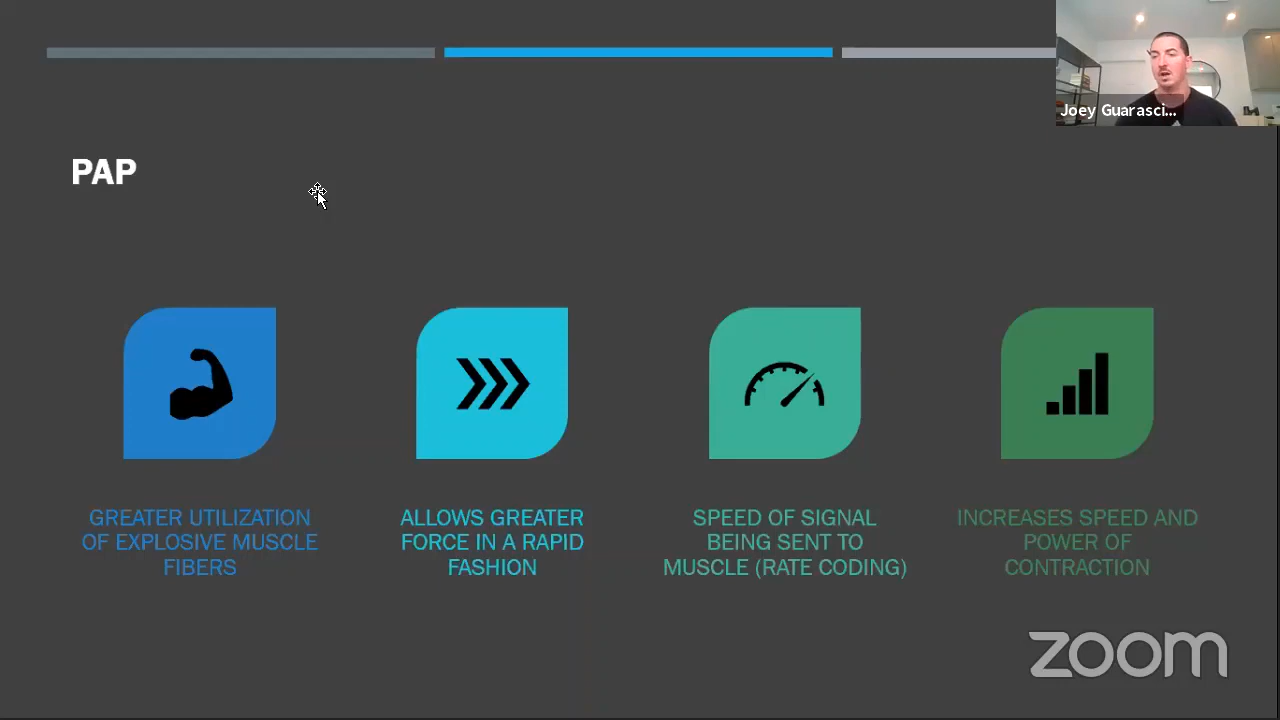 Joey Guarasci...
PAP
GREATER UTILIZATION
OF EXPLOSIVE MUSCLE
FIBERS
ALLOWS GREATER
FORCE IN A RAPID
FASHION
SPEED OF SIGNAL
BEING SENT TO
MUSCLE (RATE CODING)
INCREASES SPEED AND
POWER OF
CONTRACTION
zoom